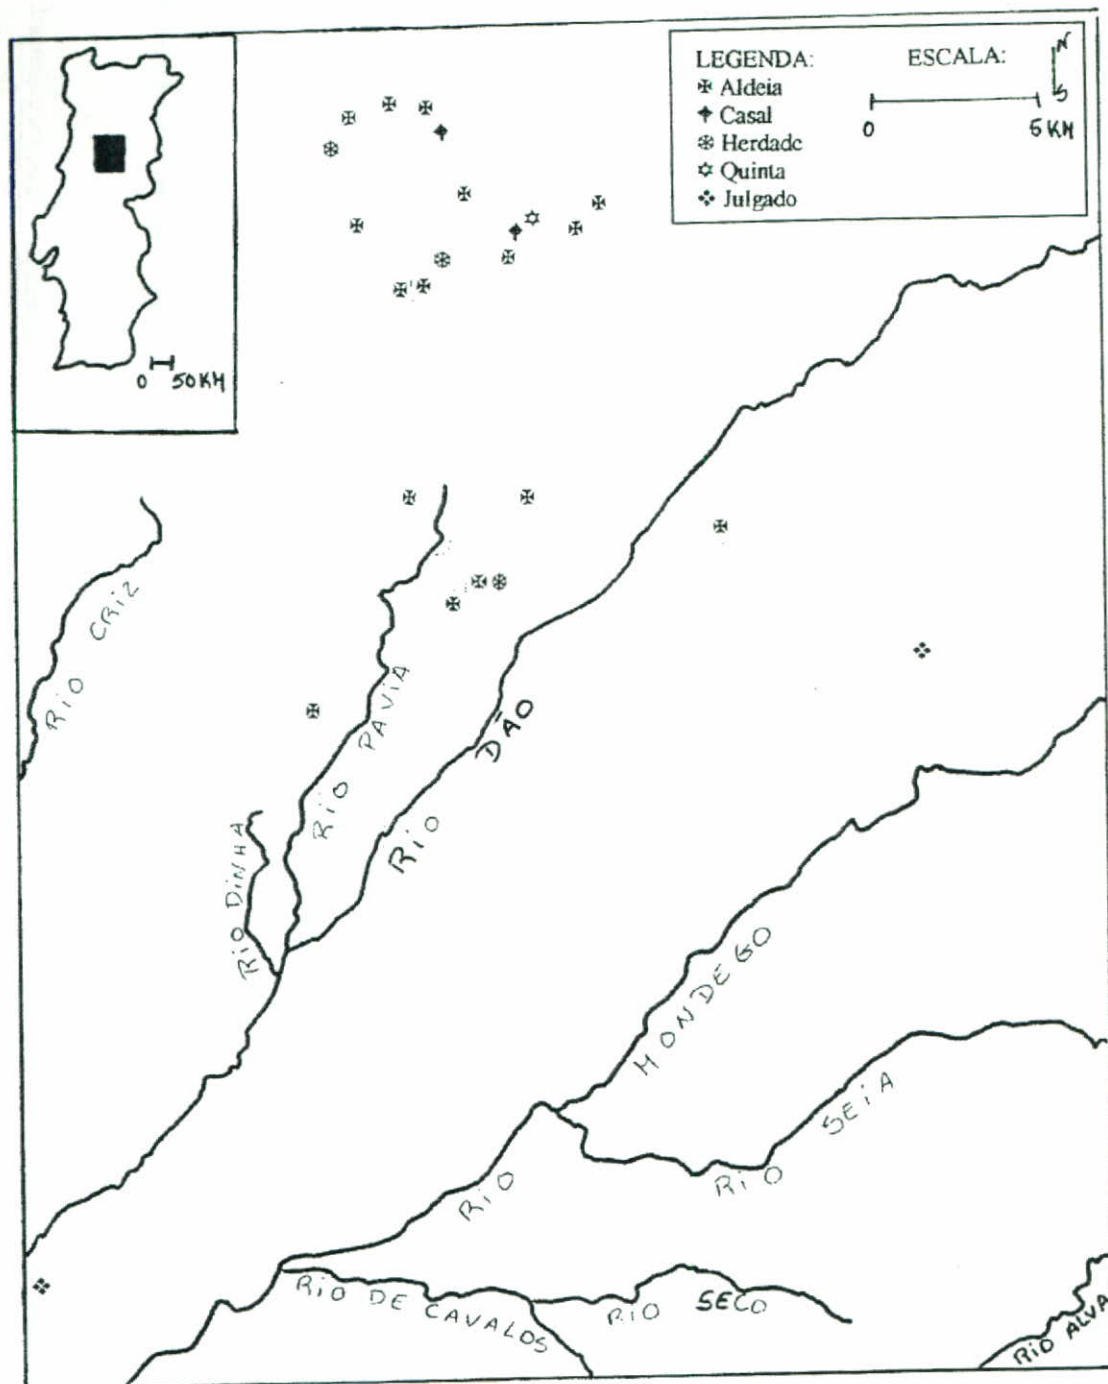 LEGENDA:
ESCALA:
N
S
Aldeia
Casal
Herdade
Quinta
Julgado
0 5 KM
0 50 KM
RIO CRIZ
RIO PAVIA
RIO DÃO
RIO DINHA
RIO MONDEGO
RIO SEIA
RIO DE CAVALOS
RIO SECO
RIO ALVA